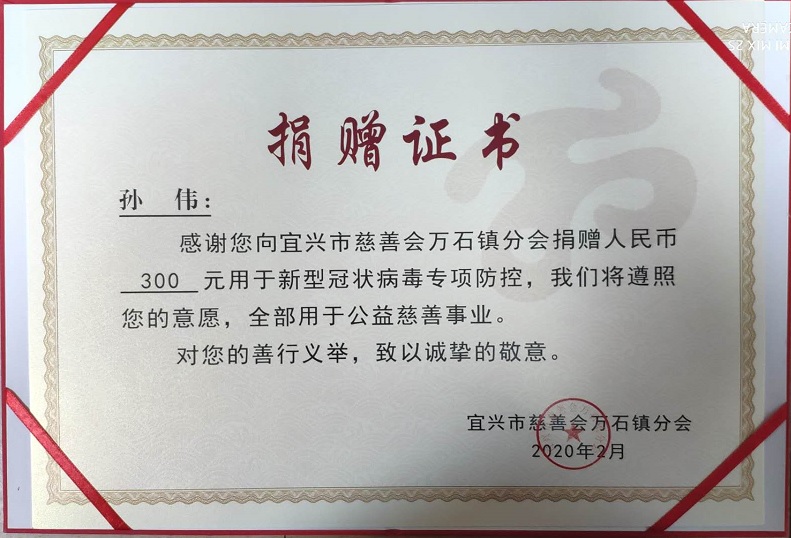 捐赠证书
孙 伟：
感谢您向宜兴市慈善会万石镇分会捐赠人民币
300 元用于新型冠状病毒专项防控，我们将遵照
您的意愿，全部用于公益慈善事业。
对您的善行义举，致以诚挚的敬意。
宜兴市慈善会万石镇分会
2020年2月
MI MIX 2S